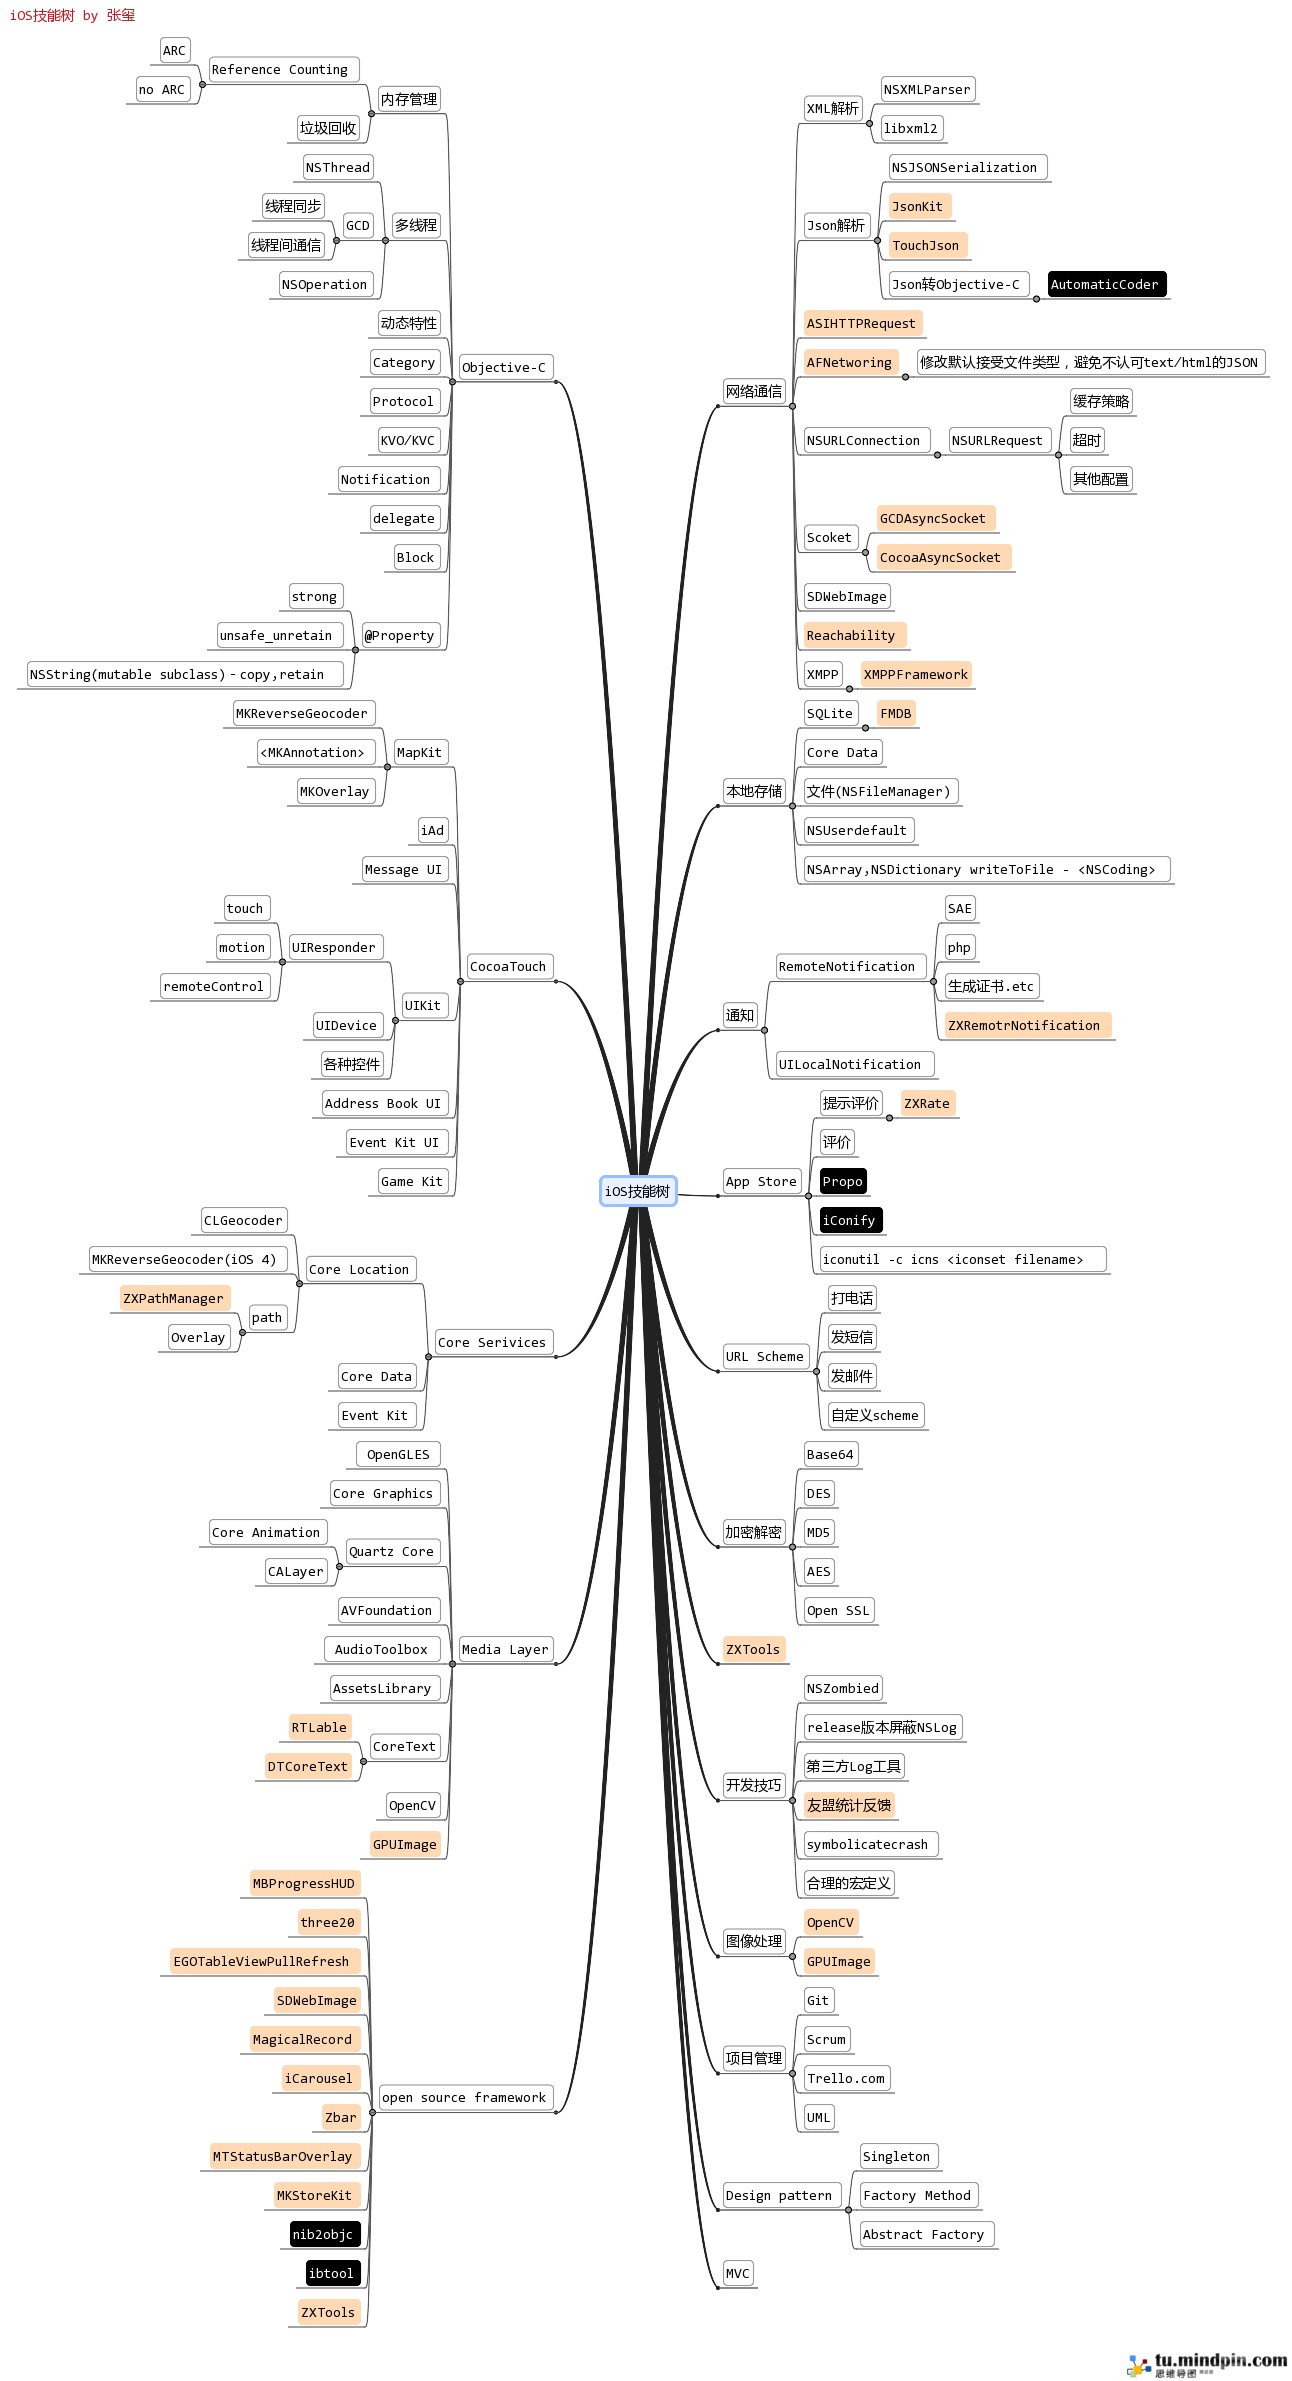 iOS技能树 by 张玺
ARC
Reference Counting
no ARC
内存管理
垃圾回收
NSThread
线程同步
GCD
多线程
线程间通信
NSOperation
动态特性
Category
Objective-C
Protocol
KVO/KVC
Notification
delegate
Block
strong
unsafe_unretain
@Property
NSString(mutable subclass)-copy,retain
MKReverseGeocoder
<MKAnnotation>
MapKit
MKOverlay
iAd
Message UI
touch
motion
UIResponder
CocoaTouch
remoteControl
UIKit
UIDevice
各种控件
Address Book UI
Event Kit UI
Game Kit
iOS技能树
CLGeocoder
MKReverseGeocoder(iOS 4)
Core Location
ZXPathManager
path
Overlay
Core Serivices
Core Data
Event Kit
OpenGLES
Core Graphics
Core Animation
Quartz Core
CALayer
AVFoundation
AudioToolbox
Media Layer
AssetsLibrary
RTLable
CoreText
DTCoreText
OpenCV
GPUImage
MBProgressHUD
three20
EGOTableViewPullRefresh
SDWebImage
MagicalRecord
iCarousel
open source framework
Zbar
MTStatusBarOverlay
MKStoreKit
nib2objc
ibtool
ZXTools
NSXMLParser
XML解析
libxml2
NSJSONSerialization
JsonKit
Json解析
TouchJson
Json转Objective-C
AutomaticCoder
ASIHTTPRequest
AFNetworing
修改默认接受文件类型，避免不认可text/html的JSON
网络通信
缓存策略
NSURLConnection
NSURLRequest
超时
其他配置
GCDAsyncSocket
Scoket
CocoaAsyncSocket
SDWebImage
Reachability
XMPP
XMPPFramework
SQLite
FMDB
Core Data
本地存储
文件(NSFileManager)
NSUserdefault
NSArray,NSDictionary writeToFile - <NSCoding>
SAE
php
RemoteNotification
生成证书.etc
通知
ZXRemotrNotification
UILocalNotification
提示评价
ZXRate
评价
App Store
Propo
iConify
iconutil -c icns <iconset filename>
打电话
发短信
URL Scheme
发邮件
自定义scheme
Base64
DES
加密解密
MD5
AES
Open SSL
ZXTools
NSZombied
release版本屏蔽NSLog
第三方Log工具
开发技巧
友盟统计反馈
symbolicatecrash
合理的宏定义
OpenCV
图像处理
GPUImage
Git
Scrum
项目管理
Trello.com
UML
Singleton
Design pattern
Factory Method
Abstract Factory
MVC
tu.mindpin.com
思维导图